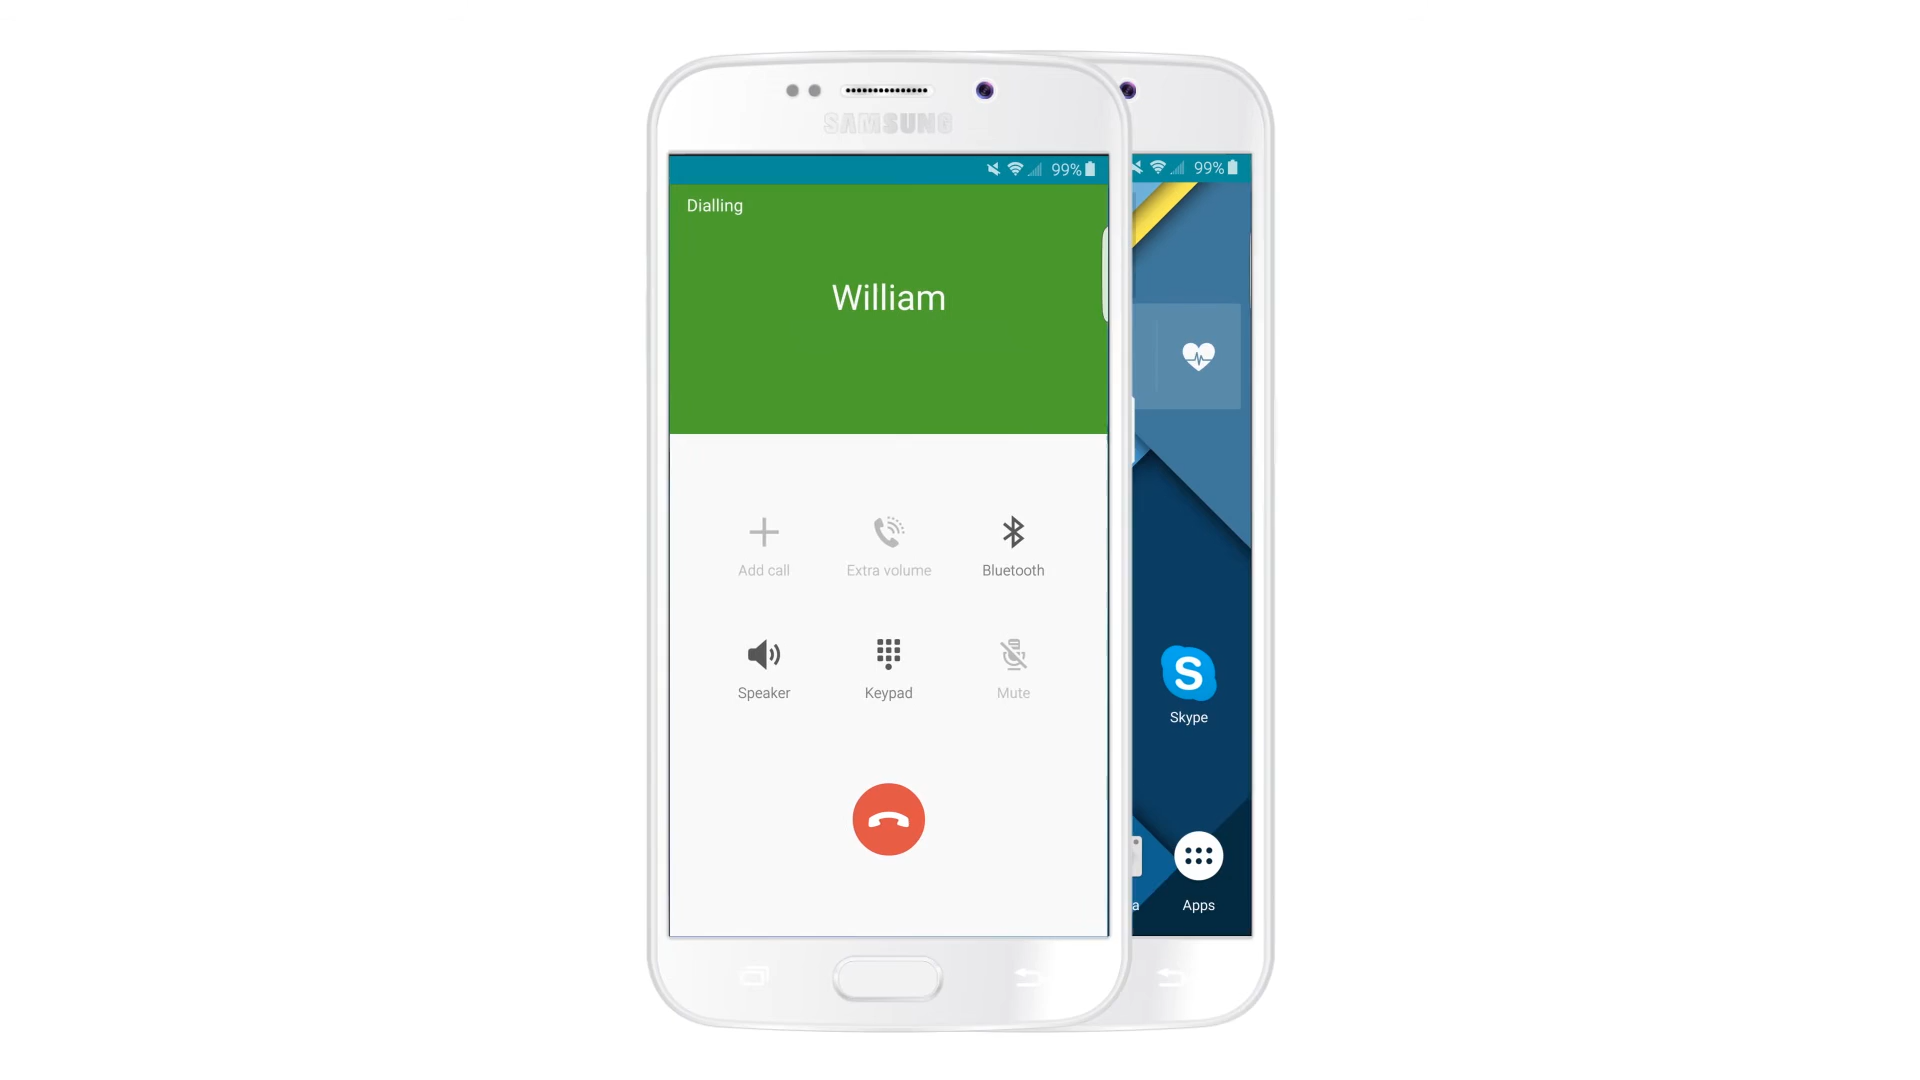 SAMSUNG
99%
99%
Dialling
William
Add call
Extra volume
Bluetooth
Speaker
Keypad
Mute
Skype
a
Apps